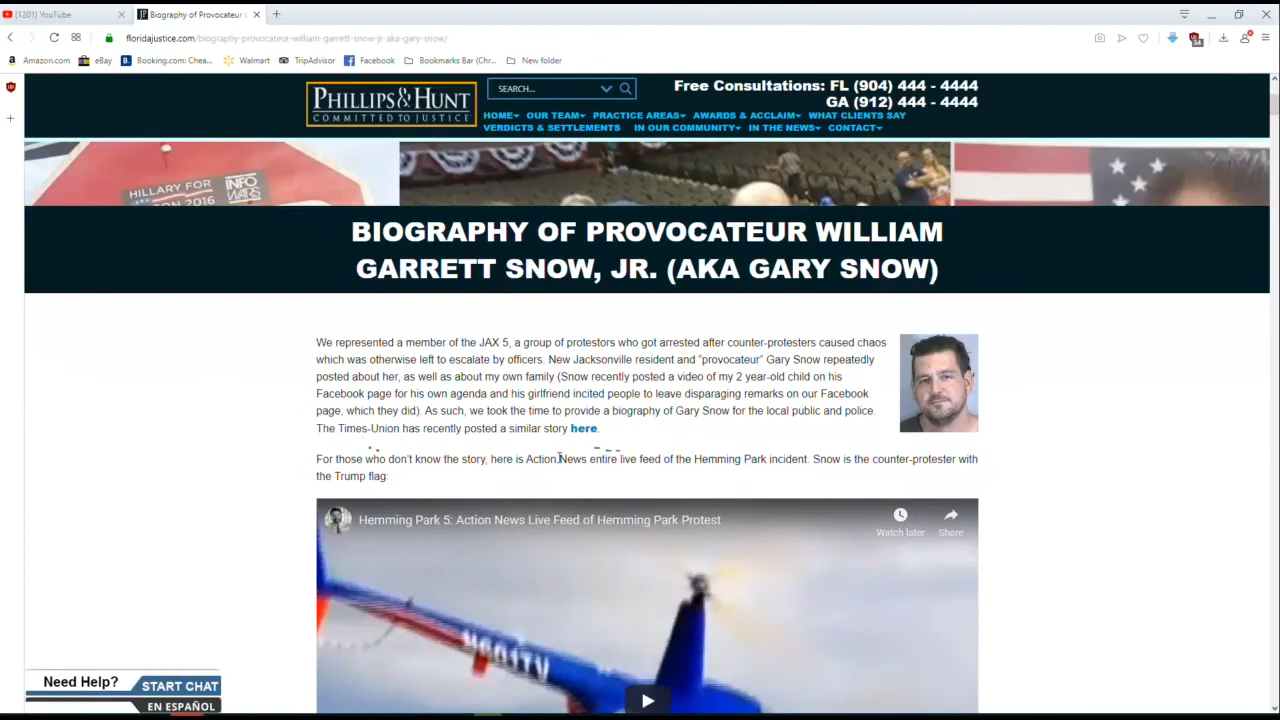 (1201) YouTube
Biography of Provocateur
floridajustice.com/biography-provocateur-william-garrett-snow-jr-aka-gary-snow/
34
Amazon.com
eBay
Booking.com: Chea...
Walmart
TripAdvisor
Facebook
Bookmarks Bar (Chr...
New folder
PHILLIPS & HUNT
COMMITTED TO JUSTICE
SEARCH...
Free Consultations: FL (904) 444 - 4444
GA (912) 444 - 4444
HOME OUR TEAM PRACTICE AREAS AWARDS & ACCLAIM WHAT CLIENTS SAY
VERDICTS & SETTLEMENTS IN OUR COMMUNITY IN THE NEWS CONTACT
HILLARY FOR
ON 2016
INFO
WARS
BIOGRAPHY OF PROVOCATEUR WILLIAM
GARRETT SNOW, JR. (AKA GARY SNOW)
We represented a member of the JAX 5, a group of protestors who got arrested after counter-protesters caused chaos
which was otherwise left to escalate by officers. New Jacksonville resident and "provocateur" Gary Snow repeatedly
posted about her, as well as about my own family (Snow recently posted a video of my 2 year-old child on his
Facebook page for his own agenda and his girlfriend incited people to leave disparaging remarks on our Facebook
page, which they did). As such, we took the time to provide a biography of Gary Snow for the local public and police.
The Times-Union has recently posted a similar story here.
For those who don't know the story, here is Action News entire live feed of the Hemming Park incident. Snow is the counter-protester with
the Trump flag:
Hemming Park 5: Action News Live Feed of Hemming Park Protest
Watch later
Share
N601TV
Need Help?
START CHAT
EN ESPAÑOL